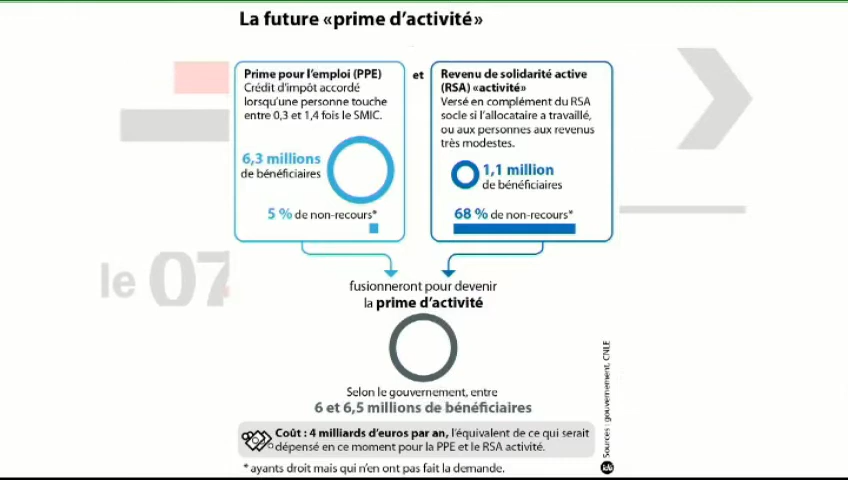 La future «prime d'activité»
Prime pour l'emploi (PPE)
Crédit d'impôt accordé
lorsqu'une personne touche
entre 0,3 et 1,4 fois le SMIC.
6,3 millions
de bénéficiaires
5 % de non-recours*
et
Revenu de solidarité active
(RSA) «activité»
Versé en complément du RSA
socle si l'allocataire a travaillé,
ou aux personnes aux revenus
très modestes.
1,1 million
de bénéficiaires
68 % de non-recours*
le 07
fusionneront pour devenir
la prime d'activité
Selon le gouvernement, entre
6 et 6,5 millions de bénéficiaires
Coût : 4 milliards d'euros par an, l'équivalent de ce qui serait
dépensé en ce moment pour la PPE et le RSA activité.
* ayants droit mais qui n'en ont pas fait la demande.
Sources : gouvernement, CNLE
idé